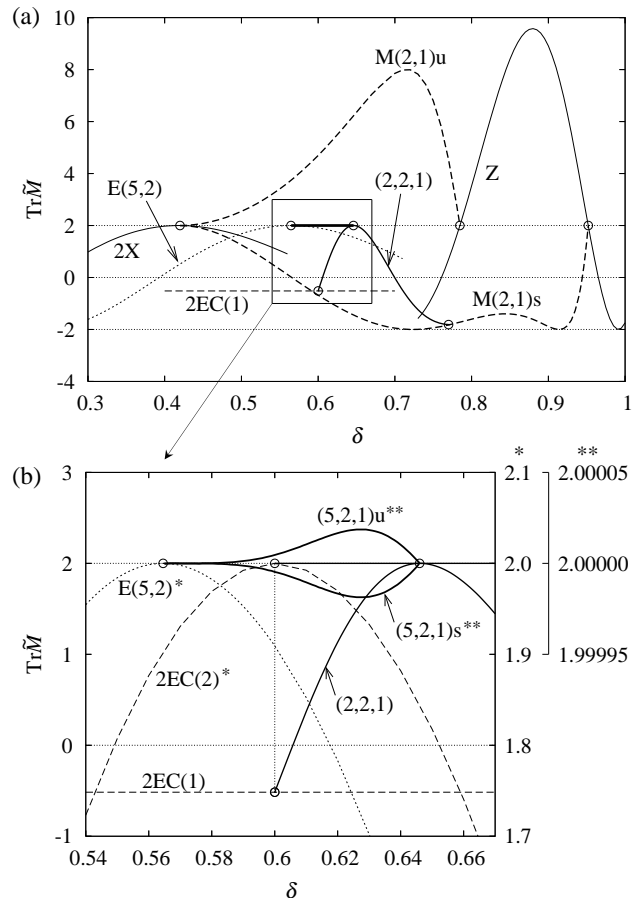 (a)
10
8
6
4
2
0
-2
-4
TrM̃
M(2,1)u
E(5,2)
(2,2,1)
Z
2X
2EC(1)
M(2,1)s
0.3 0.4 0.5 0.6 0.7 0.8 0.9 1
δ
* **
(b)
3
2
1
0
-1
TrM̃
2.1
2.0
1.9
1.8
1.7
2.00005
2.00000
1.99995
(5,2,1)u**
E(5,2)*
(5,2,1)s**
2EC(2)*
(2,2,1)
2EC(1)
0.54 0.56 0.58 0.6 0.62 0.64 0.66
δ